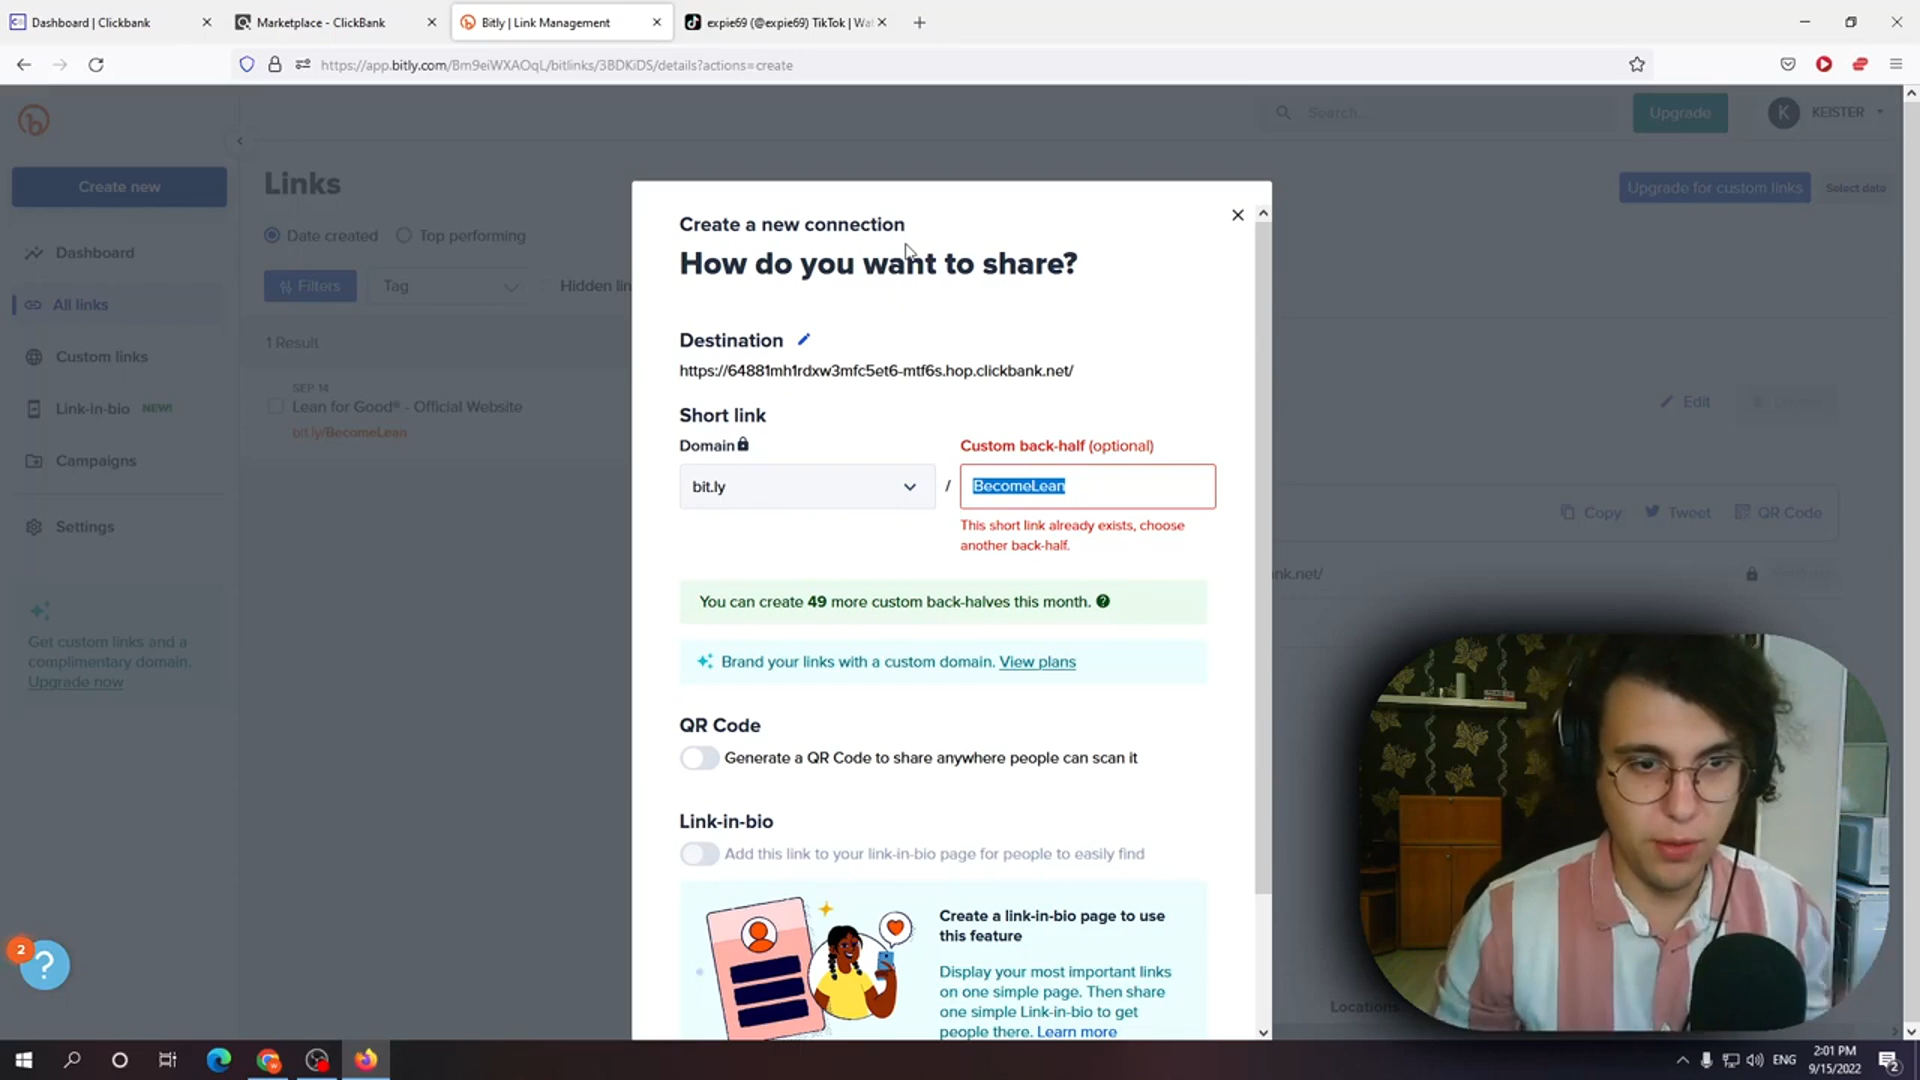 Dashboard | Clickbank
Marketplace - ClickBank
Bitly | Link Management
expie69 (@expie69) TikTok | Wa
https://app.bitly.com/Bm9eiWXAOqL/bitlinks/3BDKiDS/details?actions=create
Search...
Upgrade
K
KEISTER
Create new
Links
Upgrade for custom links
Select date
Date created
Top performing
Dashboard
Filters
Tag
Hidden lin
All links
1 Result
Custom links
SEP 14
Lean for Good® - Official Website
bit.ly/BecomeLean
Link-in-bio NEW!
Campaigns
Settings
Get custom links and a
complimentary domain.
Upgrade now
Create a new connection
How do you want to share?
Destination
https://64881mh1rdxw3mfc5et6-mtf6s.hop.clickbank.net/
Short link
Domain
Custom back-half (optional)
bit.ly
/
BecomeLean
This short link already exists, choose
another back-half.
You can create 49 more custom back-halves this month.
Brand your links with a custom domain. View plans
QR Code
Generate a QR Code to share anywhere people can scan it
Link-in-bio
Add this link to your link-in-bio page for people to easily find
Create a link-in-bio page to use
this feature
Display your most important links
on one simple page. Then share
one simple Link-in-bio to get
people there. Learn more
Edit
Copy
Tweet
QR Code
nk.net/
Locations
2
?
ENG
2:01 PM
9/15/2022
2